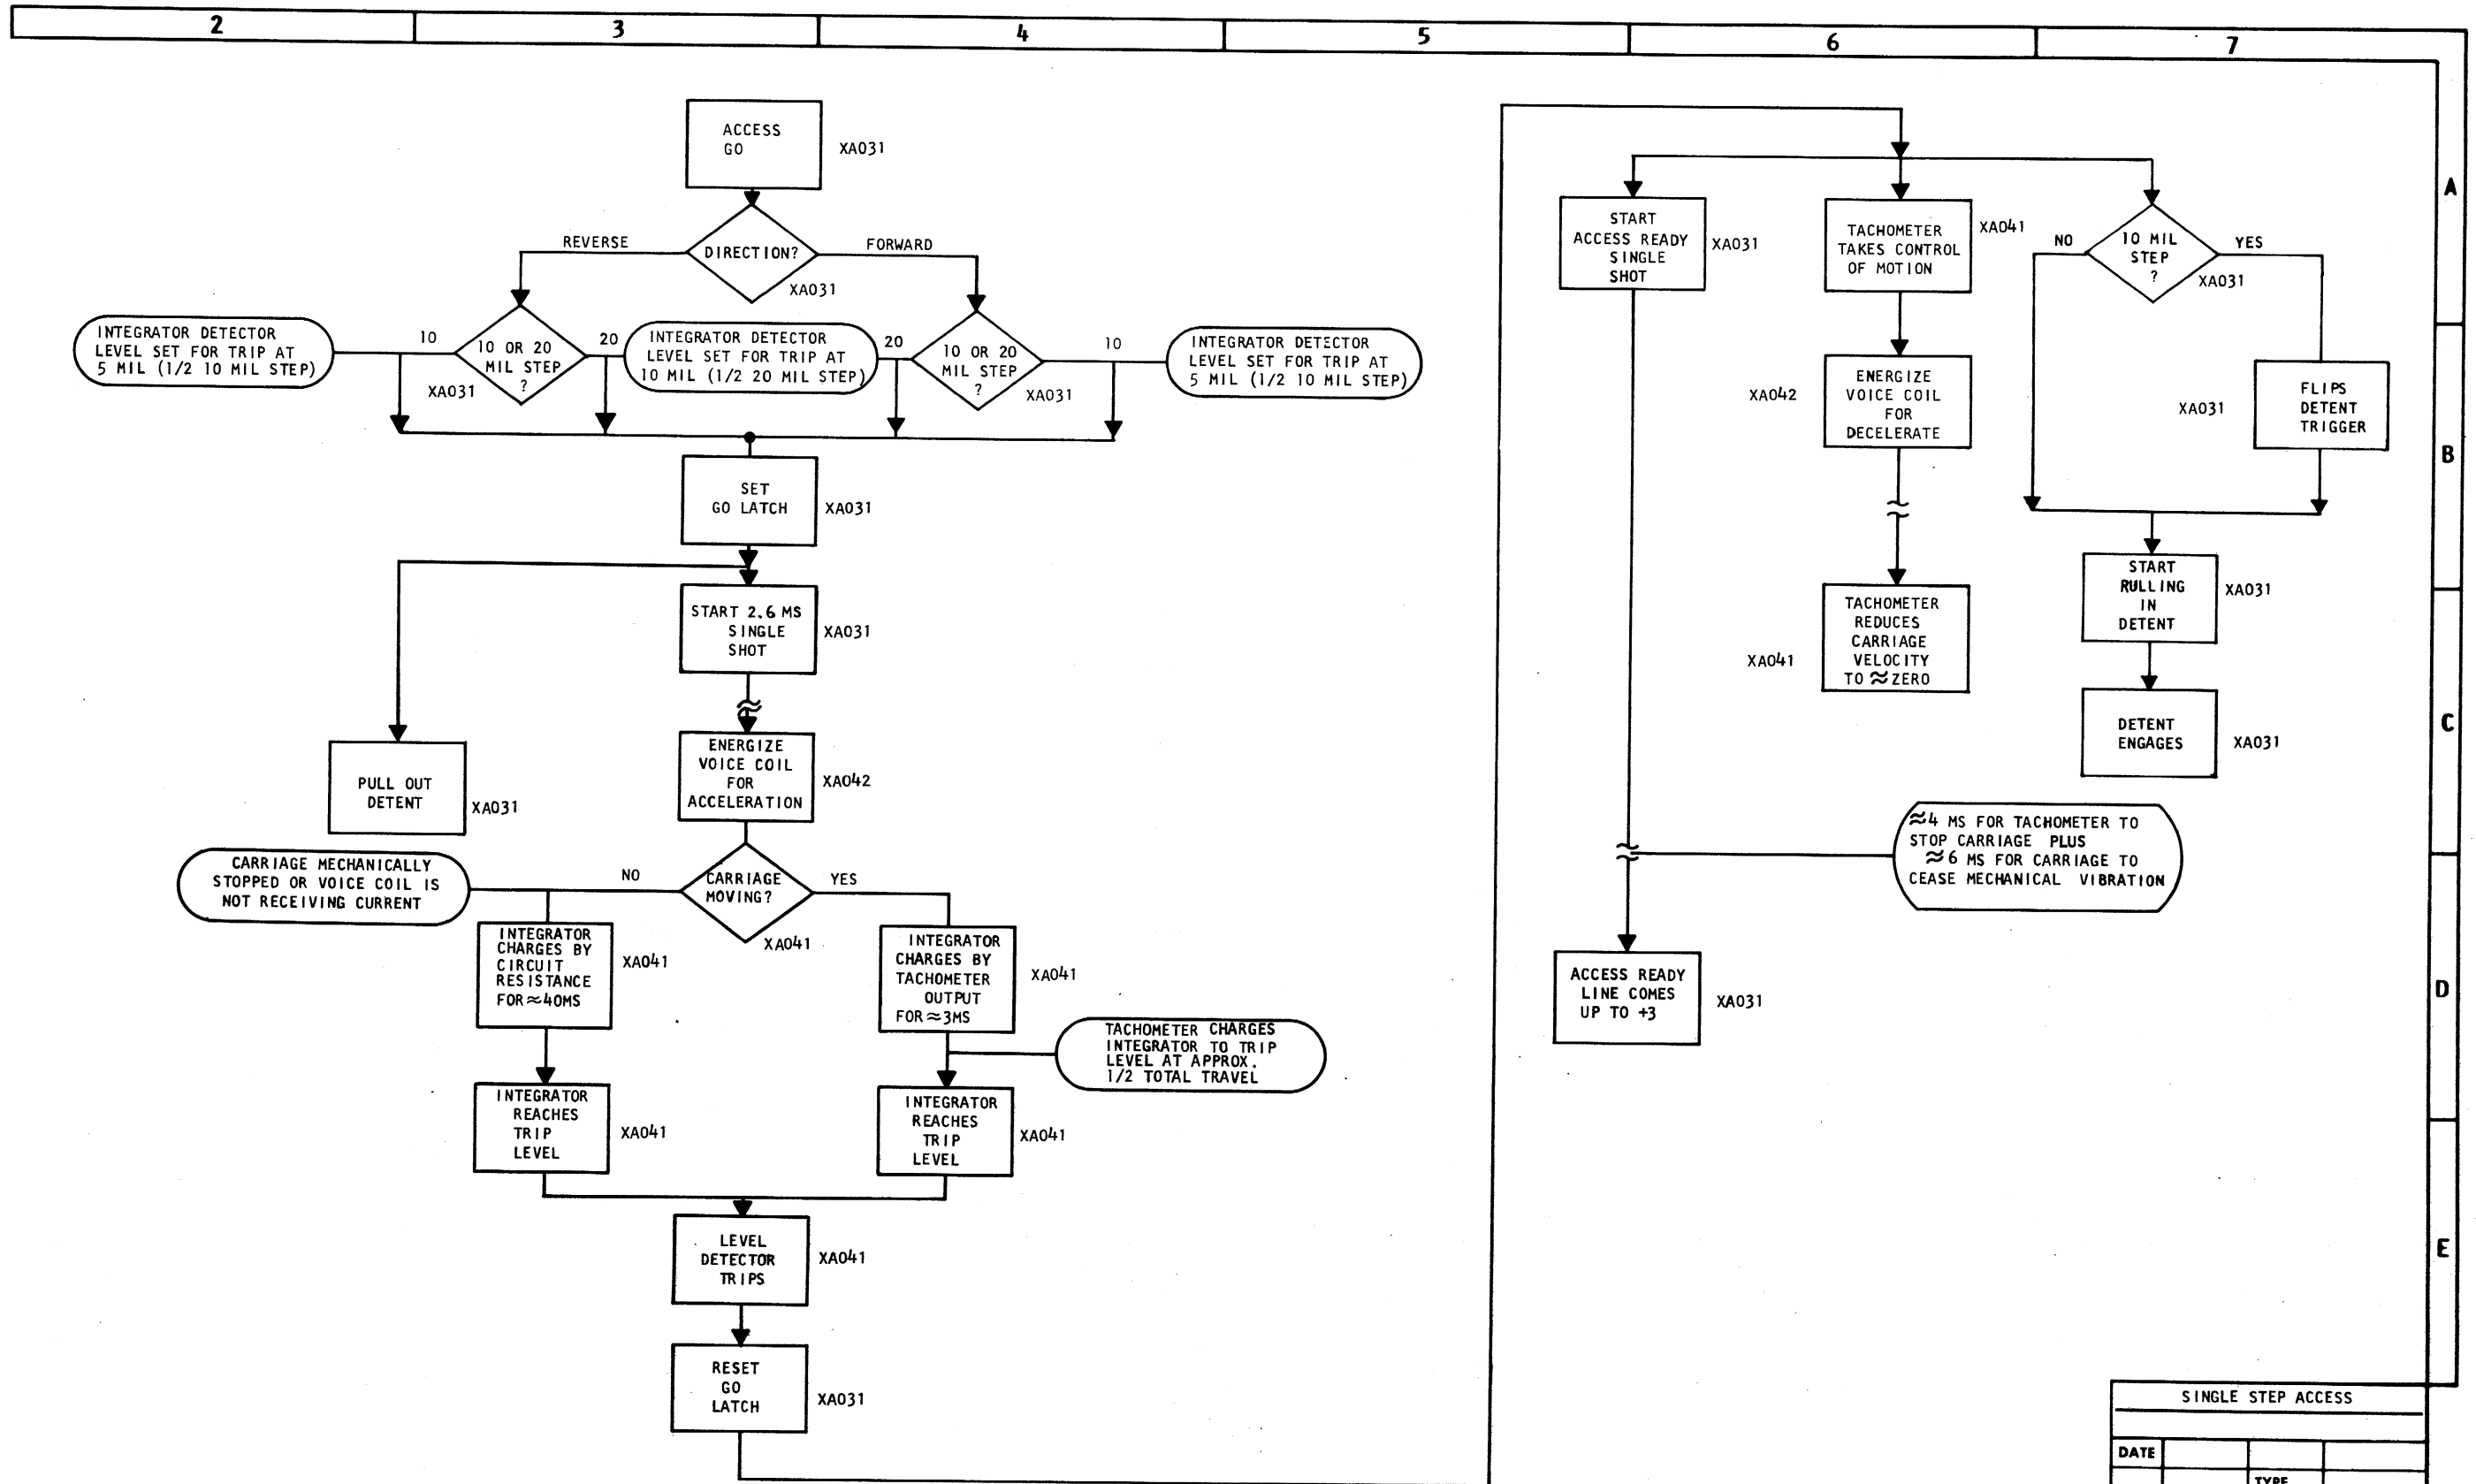 2 3 4 5 6 7
A
B
C
D
E
ACCESS
GO
XA031
DIRECTION?
XA031
REVERSE
FORWARD
INTEGRATOR DETECTOR
LEVEL SET FOR TRIP AT
5 MIL (1/2 10 MIL STEP)
10
10 OR 20
MIL STEP
?
XA031
20
INTEGRATOR DETECTOR
LEVEL SET FOR TRIP AT
10 MIL (1/2 20 MIL STEP)
20
10 OR 20
MIL STEP
?
XA031
10
INTEGRATOR DETECTOR
LEVEL SET FOR TRIP AT
5 MIL (1/2 10 MIL STEP)
SET
GO LATCH
XA031
START 2.6 MS
SINGLE
SHOT
XA031
PULL OUT
DETENT
XA031
ENERGIZE
VOICE COIL
FOR
ACCELERATION
XA042
CARRIAGE MECHANICALLY
STOPPED OR VOICE COIL IS
NOT RECEIVING CURRENT
NO
CARRIAGE
MOVING?
XA041
YES
INTEGRATOR
CHARGES BY
CIRCUIT
RESISTANCE
FOR ≈40MS
XA041
INTEGRATOR
CHARGES BY
TACHOMETER
OUTPUT
FOR ≈3MS
XA041
TACHOMETER CHARGES
INTEGRATOR TO TRIP
LEVEL AT APPROX.
1/2 TOTAL TRAVEL
INTEGRATOR
REACHES
TRIP
LEVEL
XA041
INTEGRATOR
REACHES
TRIP
LEVEL
XA041
LEVEL
DETECTOR
TRIPS
XA041
RESET
GO
LATCH
XA031
START
ACCESS READY
SINGLE
SHOT
XA031
TACHOMETER
TAKES CONTROL
OF MOTION
XA041
NO
10 MIL
STEP
?
XA031
YES
XA042
ENERGIZE
VOICE COIL
FOR
DECELERATE
XA031
FLIPS
DETENT
TRIGGER
XA041
TACHOMETER
REDUCES
CARRIAGE
VELOCITY
TO ≈ ZERO
START
RULLING
IN
DETENT
XA031
DETENT
ENGAGES
XA031
≈4 MS FOR TACHOMETER TO
STOP CARRIAGE PLUS
≈6 MS FOR CARRIAGE TO
CEASE MECHANICAL VIBRATION
ACCESS READY
LINE COMES
UP TO +3
XA031
SINGLE STEP ACCESS
DATE
TYPE